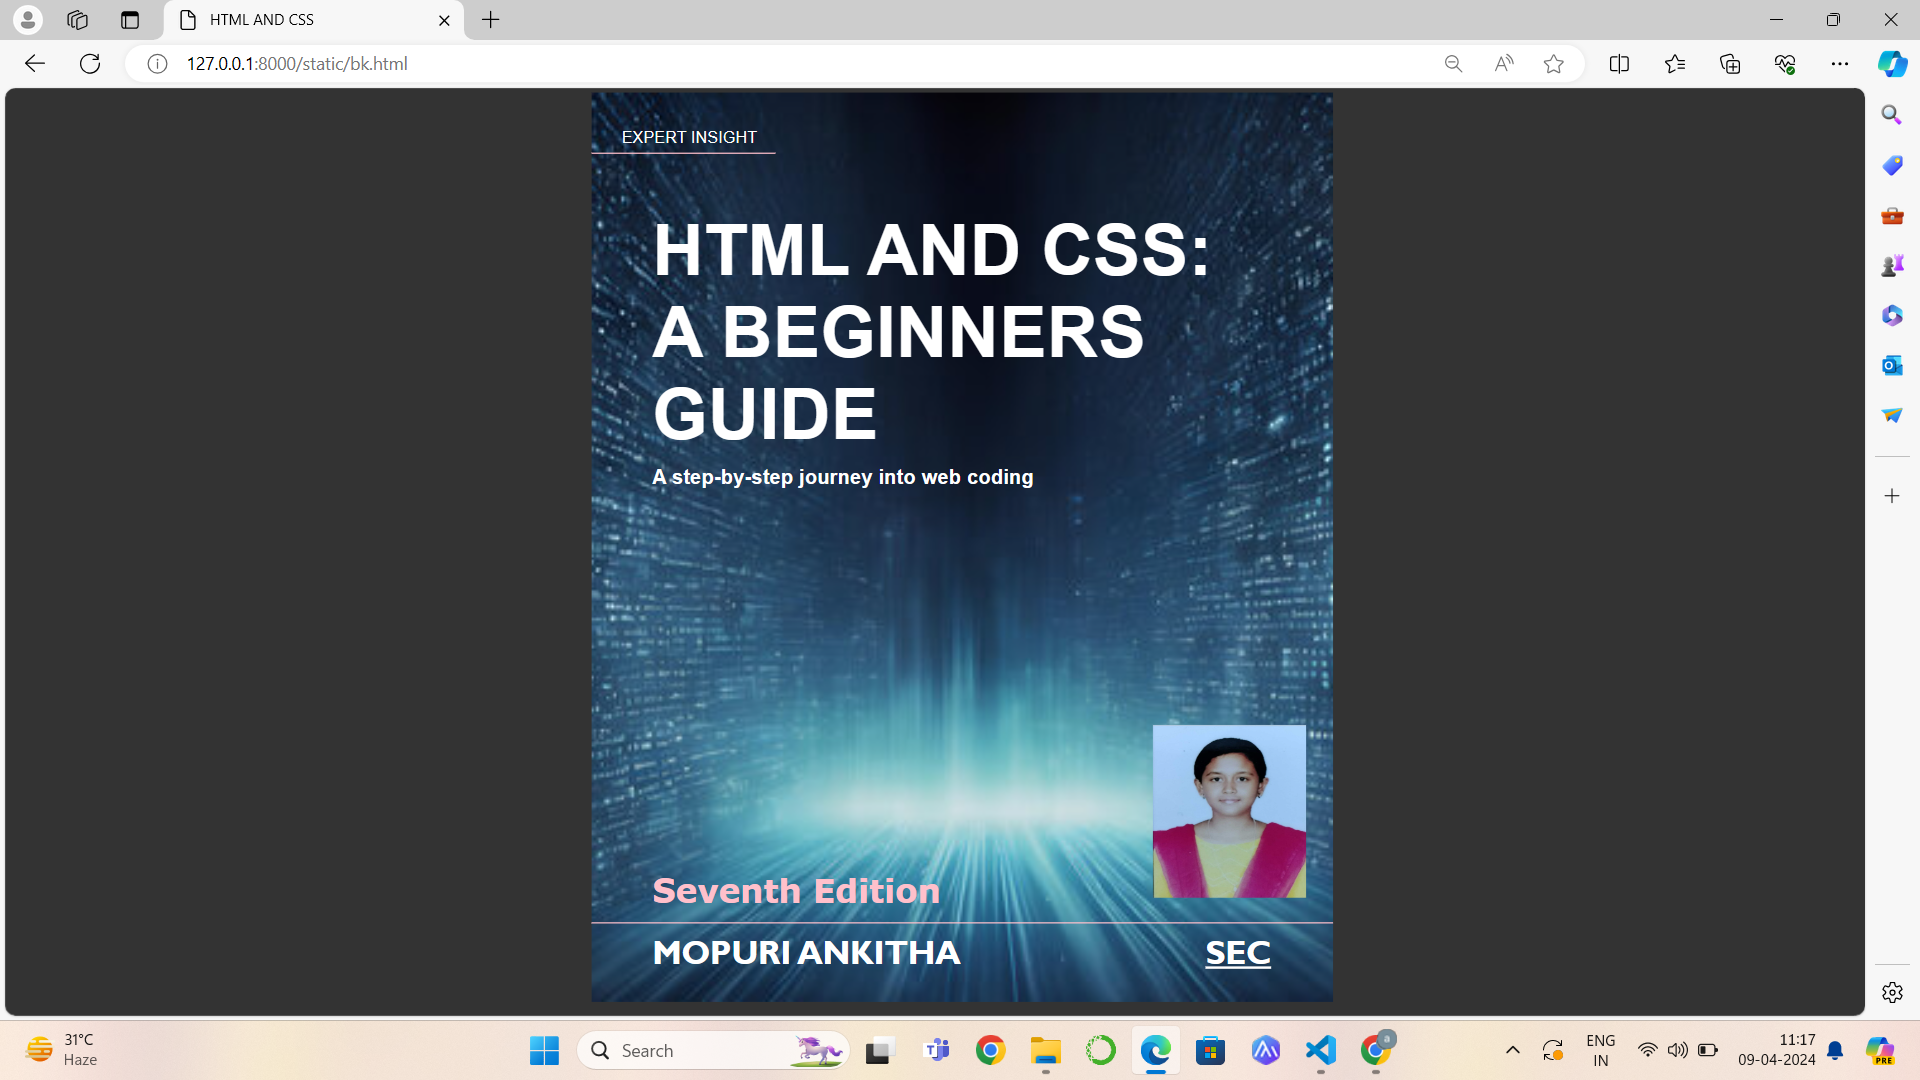 HTML AND CSS
127.0.0.1:8000/static/bk.html
EXPERT INSIGHT
HTML AND CSS:
A BEGINNERS
GUIDE
A step-by-step journey into web coding
Seventh Edition
MOPURI ANKITHA
SEC
31°C
Haze
Search
a
ENG
IN
11:17
09-04-2024
PRE